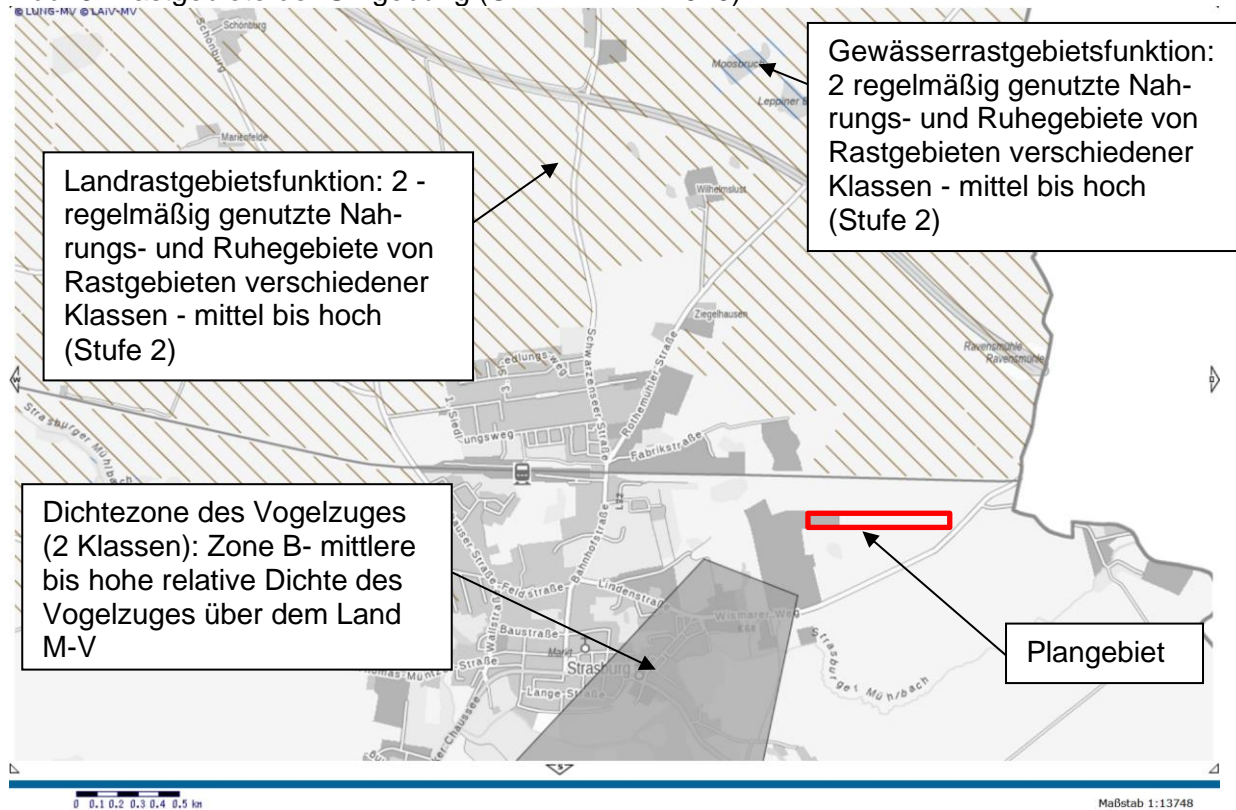 © LUNG-MV © LAiV-MV
Schönburg
Schönburg
Marienfelde
Moosbruch
Leppiner
Wilhelmslust
Gewässerrastgebietsfunktion:
2 regelmäßig genutzte Nah-
rungs- und Ruhegebiete von
Rastgebieten verschiedener
Klassen - mittel bis hoch
(Stufe 2)
Landrastgebietsfunktion: 2 -
regelmäßig genutzte Nah-
rungs- und Ruhegebiete von
Rastgebieten verschiedener
Klassen - mittel bis hoch
(Stufe 2)
Ziegelhausen
Ravensmühle
Ravensmühle
Schwarzenseer Straße
Rothemühler Straße
Fabrikstraße
Strasburger
Mühlbach
Dichtezone des Vogelzuges
(2 Klassen): Zone B- mittlere
bis hohe relative Dichte des
Vogelzuges über dem Land
M-V
Bahnhofstraße
Feldstraße
Lindenstraße
Wallstraße
Baustraße
Markt
Strasburg
Lange-Straße
Wismarer-Weg
Strasburger Mühlbach
Plangebiet
S
0 0.1 0.2 0.3 0.4 0.5 km
Maßstab 1:13748